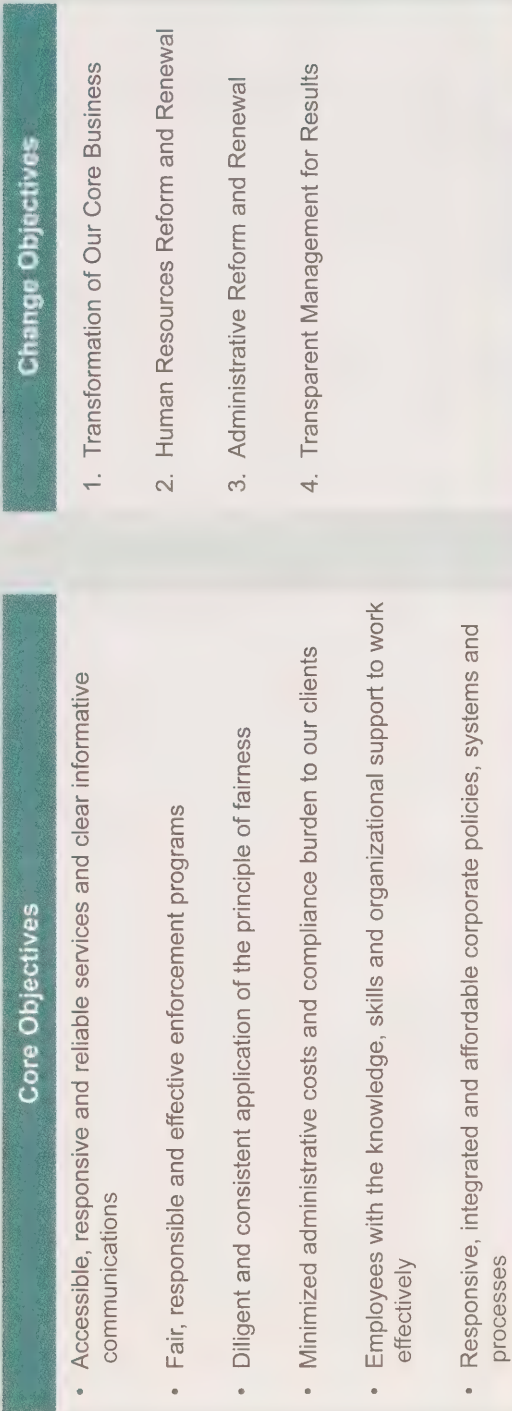 Core Objectives
• Accessible, responsive and reliable services and clear informative
communications
• Fair, responsible and effective enforcement programs
• Diligent and consistent application of the principle of fairness
• Minimized administrative costs and compliance burden to our clients
• Employees with the knowledge, skills and organizational support to work
effectively
• Responsive, integrated and affordable corporate policies, systems and
processes
Change Objectives
1. Transformation of Our Core Business
2. Human Resources Reform and Renewal
3. Administrative Reform and Renewal
4. Transparent Management for Results